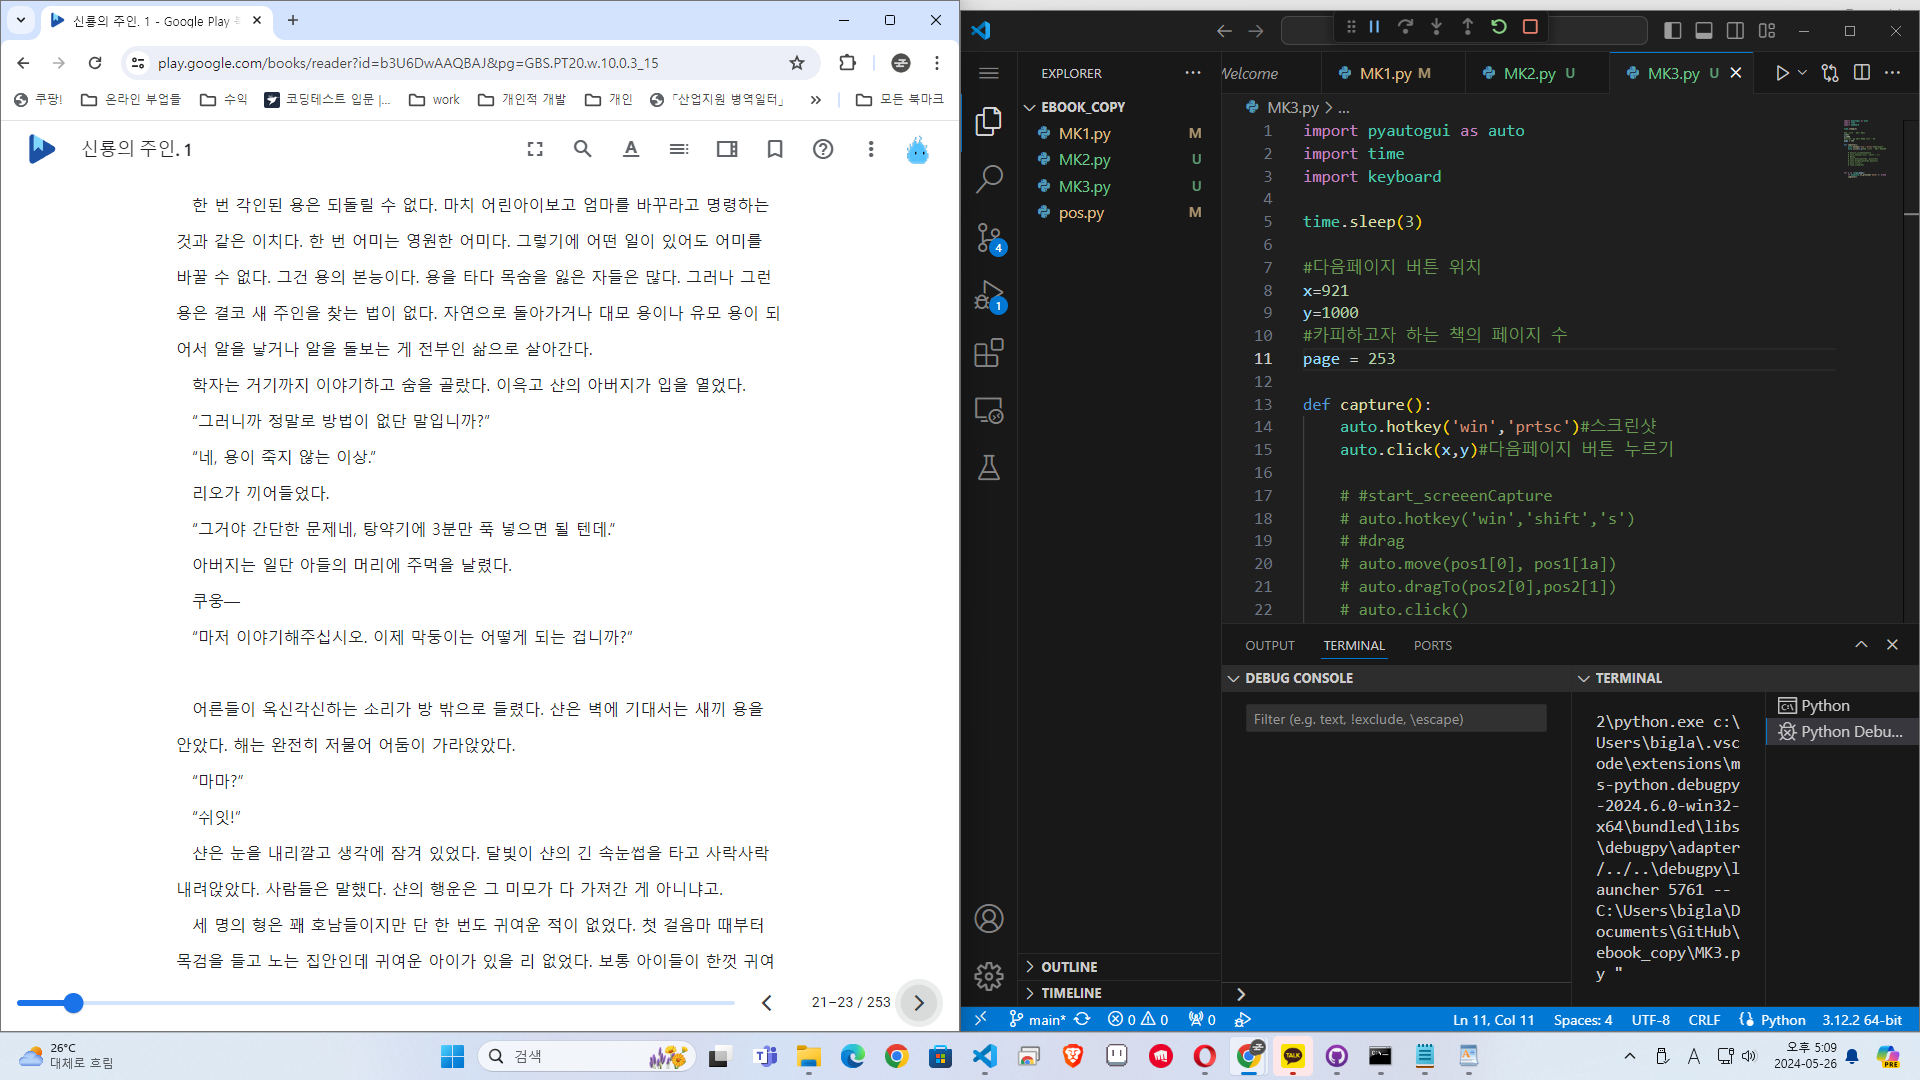 신룡의 주인. 1 - Google Play
play.google.com/books/reader?id=b3U6DwAAQBAJ&pg=GBS.PT20.w.10.0.3_15
쿠팡! 온라인 부업들 수익 코딩테스트 입문 |... work 개인적 개발 개인 「산업지원 병역일터」 » 모든 북마크
신룡의 주인. 1
한 번 각인된 용은 되돌릴 수 없다. 마치 어린아이보고 엄마를 바꾸라고 명령하는
것과 같은 이치다. 한 번 어미는 영원한 어미다. 그렇기에 어떤 일이 있어도 어미를
바꿀 수 없다. 그건 용의 본능이다. 용을 타다 목숨을 잃은 자들은 많다. 그러나 그런
용은 결코 새 주인을 찾는 법이 없다. 자연으로 돌아가거나 대모 용이나 유모 용이 되
어서 알을 낳거나 알을 돌보는 게 전부인 삶으로 살아간다.
학자는 거기까지 이야기하고 숨을 골랐다. 이윽고 샨의 아버지가 입을 열었다.
“그러니까 정말로 방법이 없단 말입니까?”
“네, 용이 죽지 않는 이상.”
리오가 끼어들었다.
“그거야 간단한 문제네, 탕약기에 3분만 푹 넣으면 될 텐데.”
아버지는 일단 아들의 머리에 주먹을 날렸다.
쿠웅—
“마저 이야기해주십시오. 이제 막둥이는 어떻게 되는 겁니까?”
어른들이 옥신각신하는 소리가 방 밖으로 들렸다. 샨은 벽에 기대서는 새끼 용을
안았다. 해는 완전히 저물어 어둠이 가라앉았다.
“마마?”
“쉬잇!”
샨은 눈을 내리깔고 생각에 잠겨 있었다. 달빛이 샨의 긴 속눈썹을 타고 사락사락
내려앉았다. 사람들은 말했다. 샨의 행운은 그 미모가 다 가져간 게 아니냐고.
세 명의 형은 꽤 호남들이지만 단 한 번도 귀여운 적이 없었다. 첫 걸음마 때부터
목검을 들고 노는 집안인데 귀여운 아이가 있을 리 없었다. 보통 아이들이 한껏 귀여
21–23 / 253
EXPLORER
EBOOK_COPY
MK1.py M
MK2.py U
MK3.py U
pos.py M
OUTLINE
TIMELINE
Welcome MK1.py M MK2.py U MK3.py U
MK3.py > ...
1 import pyautogui as auto
2 import time
3 import keyboard
4
5 time.sleep(3)
6
7 #다음페이지 버튼 위치
8 x=921
9 y=1000
10 #카피하고자 하는 책의 페이지 수
11 page = 253
12
13 def capture():
14 auto.hotkey('win','prtsc')#스크린샷
15 auto.click(x,y)#다음페이지 버튼 누르기
16
17 # #start_screeenCapture
18 # auto.hotkey('win','shift','s')
19 # #drag
20 # auto.move(pos1[0], pos1[1a])
21 # auto.dragTo(pos2[0],pos2[1])
22 # auto.click()
OUTPUT TERMINAL PORTS
DEBUG CONSOLE
Filter (e.g. text, !exclude, \escape)
TERMINAL
2\python.exe c:\
Users\bigla\.vsc
ode\extensions\m
s-python.debugpy
-2024.6.0-win32-
x64\bundled\libs
\debugpy\adapter
/../..\debugpy\l
auncher 5761 --
C:\Users\bigla\D
ocuments\GitHub\
ebook_copy\MK3.p
y "
Python
Python Debu...
4
1
main* 0 0 0 Ln 11, Col 11 Spaces: 4 UTF-8 CRLF Python 3.12.2 64-bit
26°C
대체로 흐림
검색
TALK
A
오후 5:09
2024-05-26
PRE